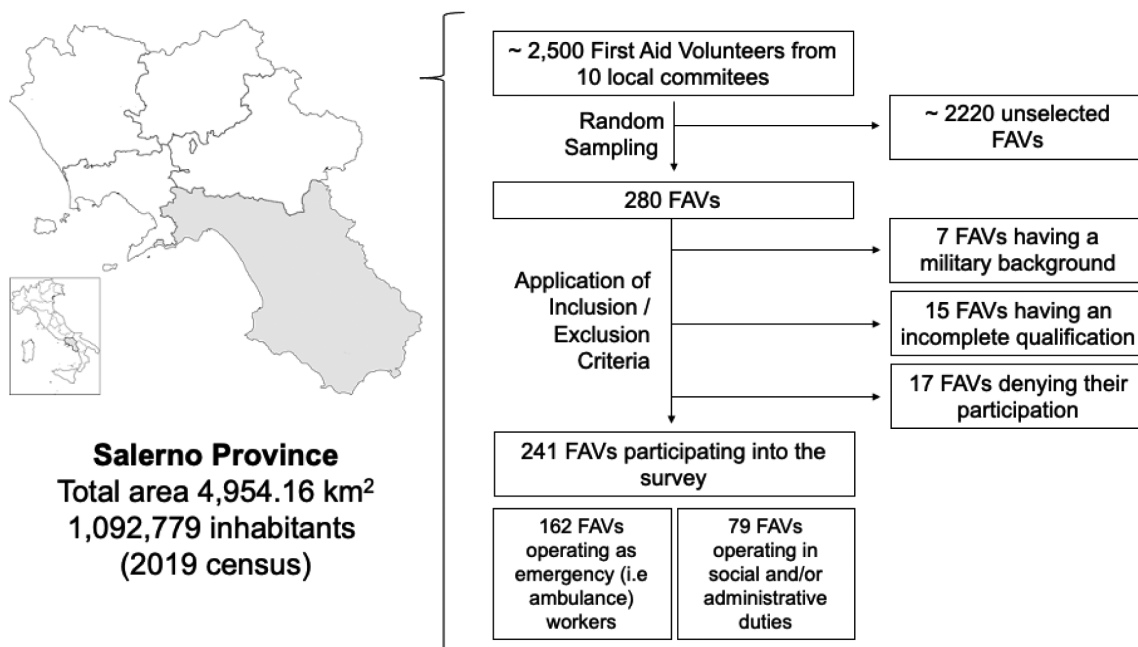 ~ 2,500 First Aid Volunteers from
10 local commitees
Random
Sampling
~ 2220 unselected
FAVs
280 FAVs
7 FAVs having a
military background
Application of
Inclusion /
Exclusion
Criteria
15 FAVs having an
incomplete qualification
17 FAVs denying their
participation
241 FAVs participating into the
survey
162 FAVs
operating as
emergency (i.e
ambulance)
workers
79 FAVs
operating in
social and/or
administrative
duties
Salerno Province
Total area 4,954.16 km²
1,092,779 inhabitants
(2019 census)